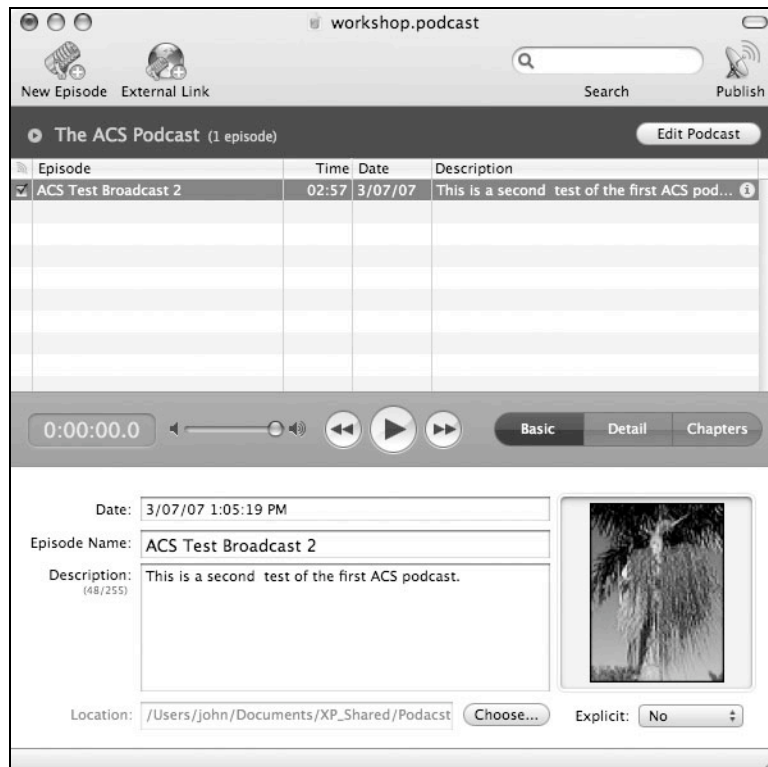 workshop.podcast
New Episode External Link Search Publish
The ACS Podcast (1 episode) Edit Podcast
Episode Time Date Description
ACS Test Broadcast 2 02:57 3/07/07 This is a second  test of the first ACS pod...
0:00:00.0 Basic Detail Chapters
Date: 3/07/07 1:05:19 PM
Episode Name: ACS Test Broadcast 2
Description: This is a second  test of the first ACS podcast.
(48/255)
Location: /Users/john/Documents/XP_Shared/Podacst Choose... Explicit: No